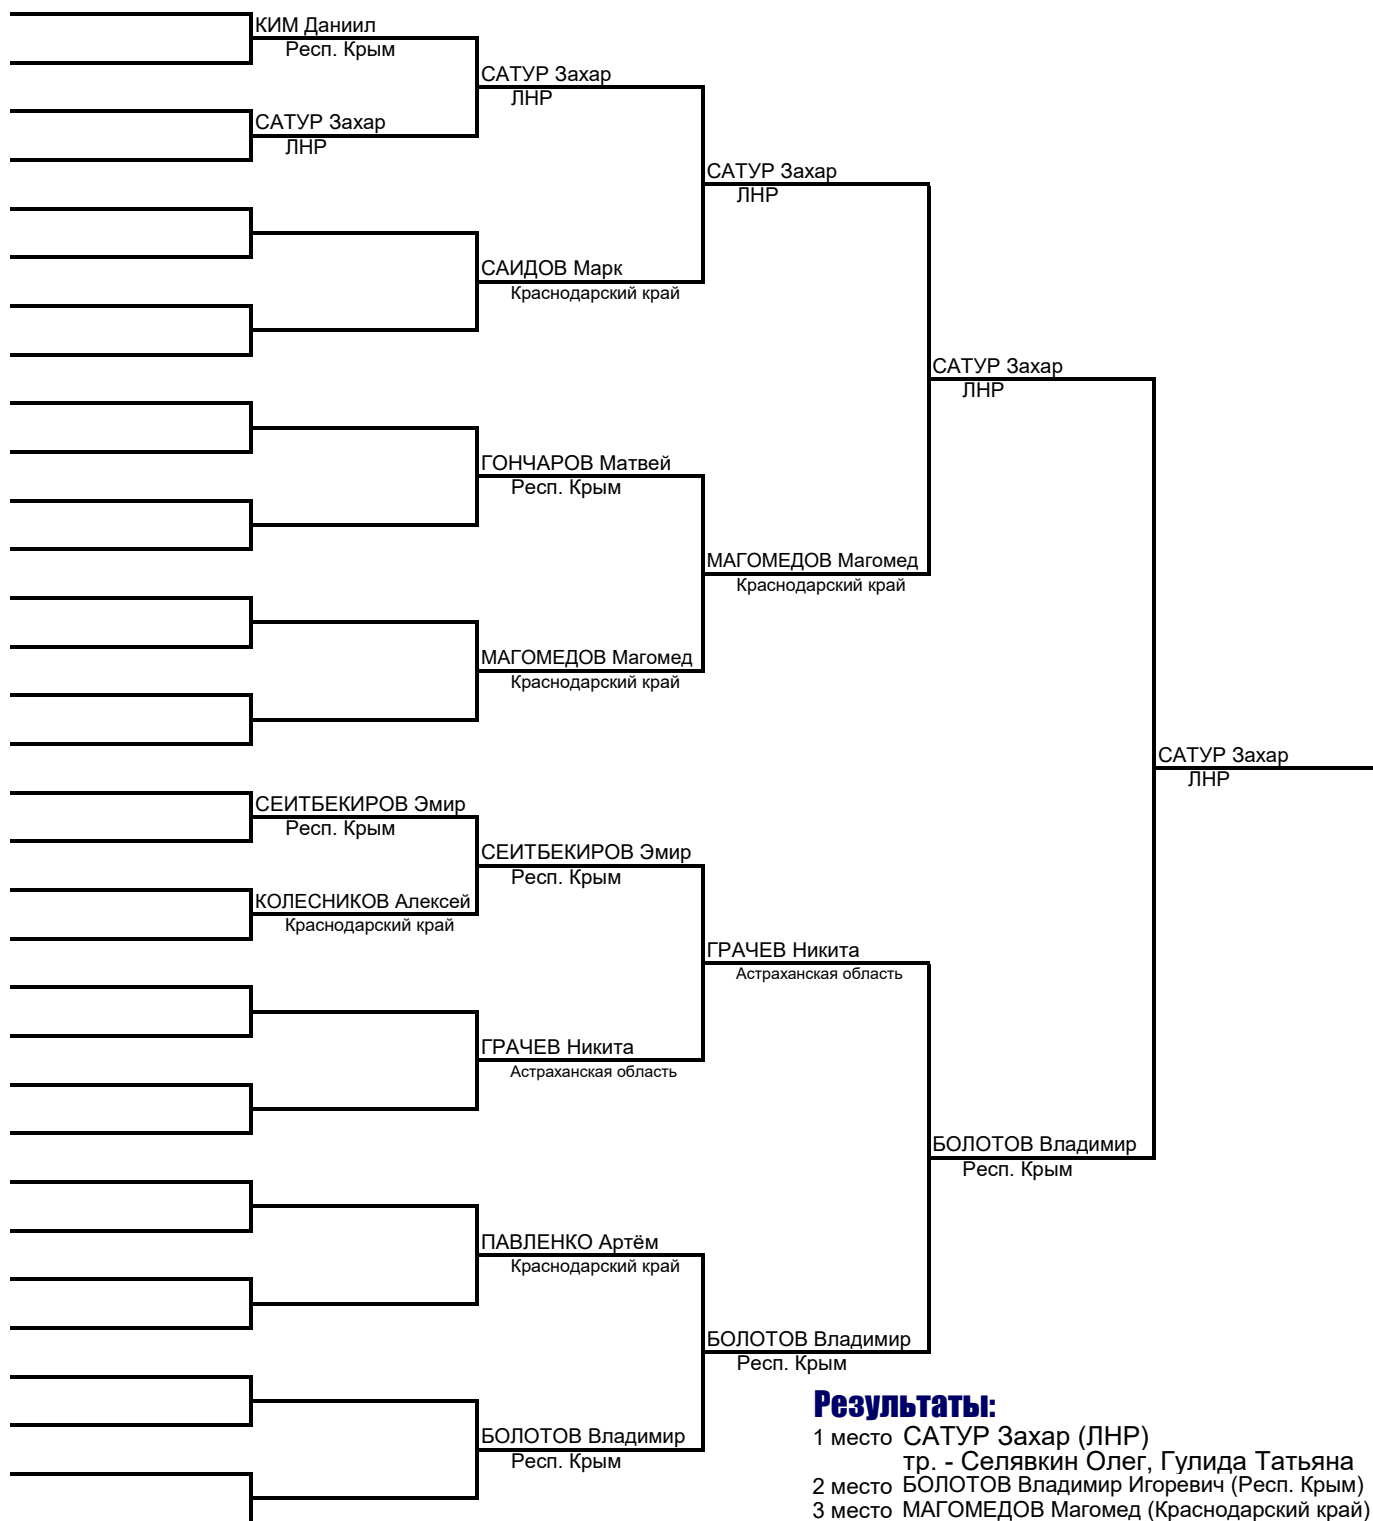 КИМ Даниил
Респ. Крым
САТУР Захар
ЛНР
САТУР Захар
ЛНР
САТУР Захар
ЛНР
САИДОВ Марк
Краснодарский край
САТУР Захар
ЛНР
ГОНЧАРОВ Матвей
Респ. Крым
МАГОМЕДОВ Магомед
Краснодарский край
МАГОМЕДОВ Магомед
Краснодарский край
САТУР Захар
ЛНР
СЕИТБЕКИРОВ Эмир
Респ. Крым
СЕИТБЕКИРОВ Эмир
Респ. Крым
КОЛЕСНИКОВ Алексей
Краснодарский край
ГРАЧЕВ Никита
Астраханская область
ГРАЧЕВ Никита
Астраханская область
БОЛОТОВ Владимир
Респ. Крым
ПАВЛЕНКО Артём
Краснодарский край
БОЛОТОВ Владимир
Респ. Крым
БОЛОТОВ Владимир
Респ. Крым
Результаты:
1 место САТУР Захар (ЛНР)
тр. - Селявкин Олег, Гулида Татьяна
2 место БОЛОТОВ Владимир Игоревич (Респ. Крым)
3 место МАГОМЕДОВ Магомед (Краснодарский край)